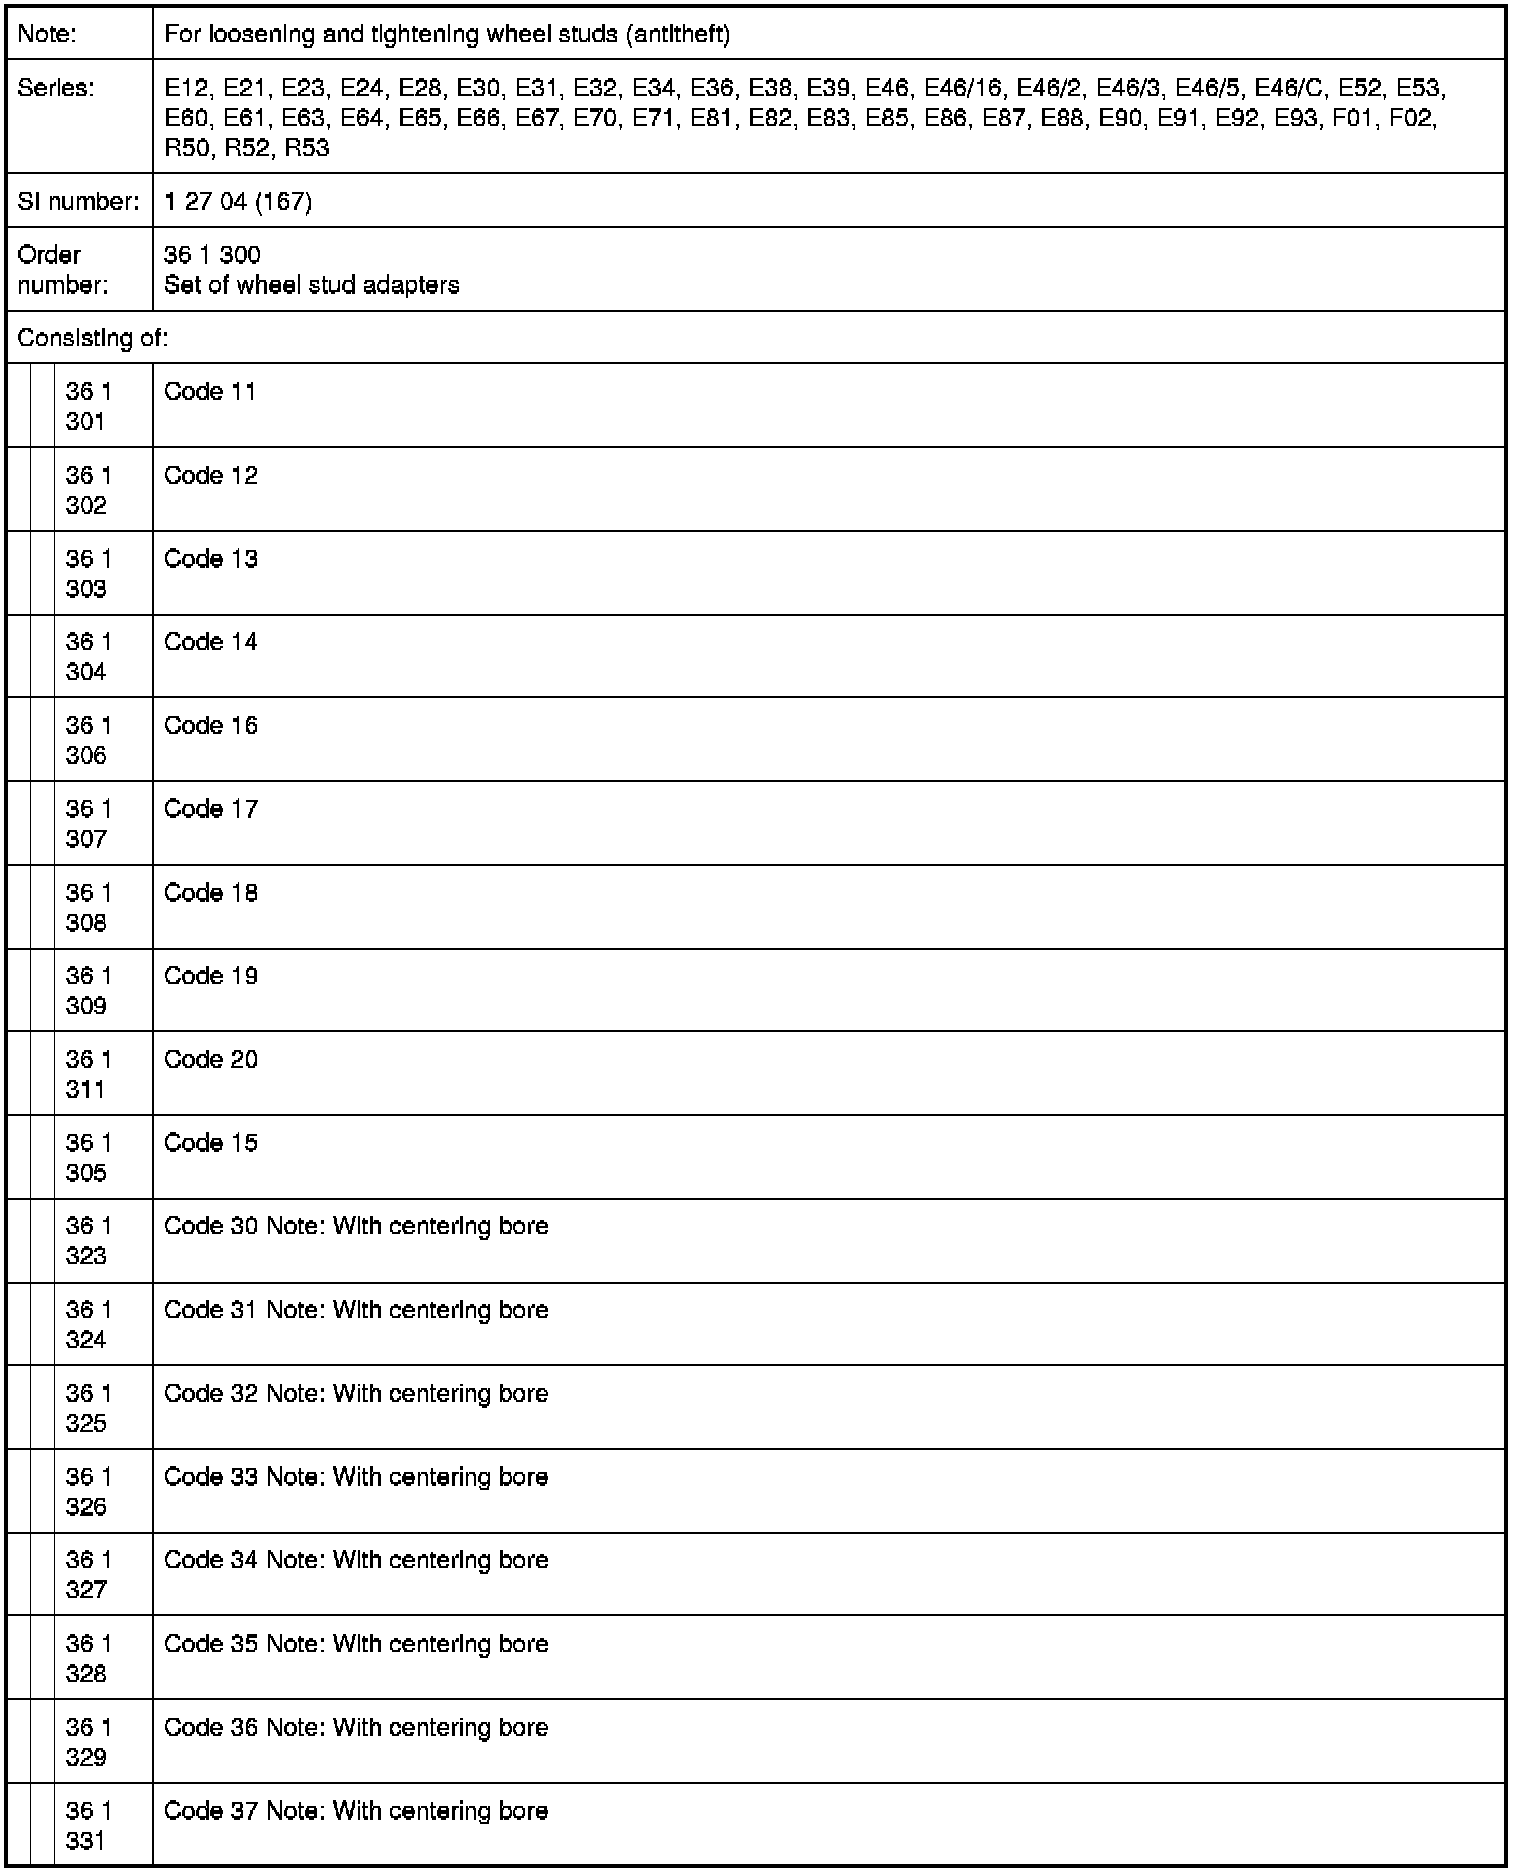 Note: For loosening and tightening wheel studs (antitheft)
Series: E12, E21, E23, E24, E28, E30, E31, E32, E34, E36, E38, E39, E46, E46/16, E46/2, E46/3, E46/5, E46/C, E52, E53,
E60, E61, E63, E64, E65, E66, E67, E70, E71, E81, E82, E83, E85, E86, E87, E88, E90, E91, E92, E93, F01, F02,
R50, R52, R53
SI number: 1 27 04 (167)
Order 36 1 300
number: Set of wheel stud adapters
Consisting of:
36 1 Code 11
301
36 1 Code 12
302
36 1 Code 13
303
36 1 Code 14
304
36 1 Code 16
306
36 1 Code 17
307
36 1 Code 18
308
36 1 Code 19
309
36 1 Code 20
311
36 1 Code 15
305
36 1 Code 30 Note: With centering bore
323
36 1 Code 31 Note: With centering bore
324
36 1 Code 32 Note: With centering bore
325
36 1 Code 33 Note: With centering bore
326
36 1 Code 34 Note: With centering bore
327
36 1 Code 35 Note: With centering bore
328
36 1 Code 36 Note: With centering bore
329
36 1 Code 37 Note: With centering bore
331